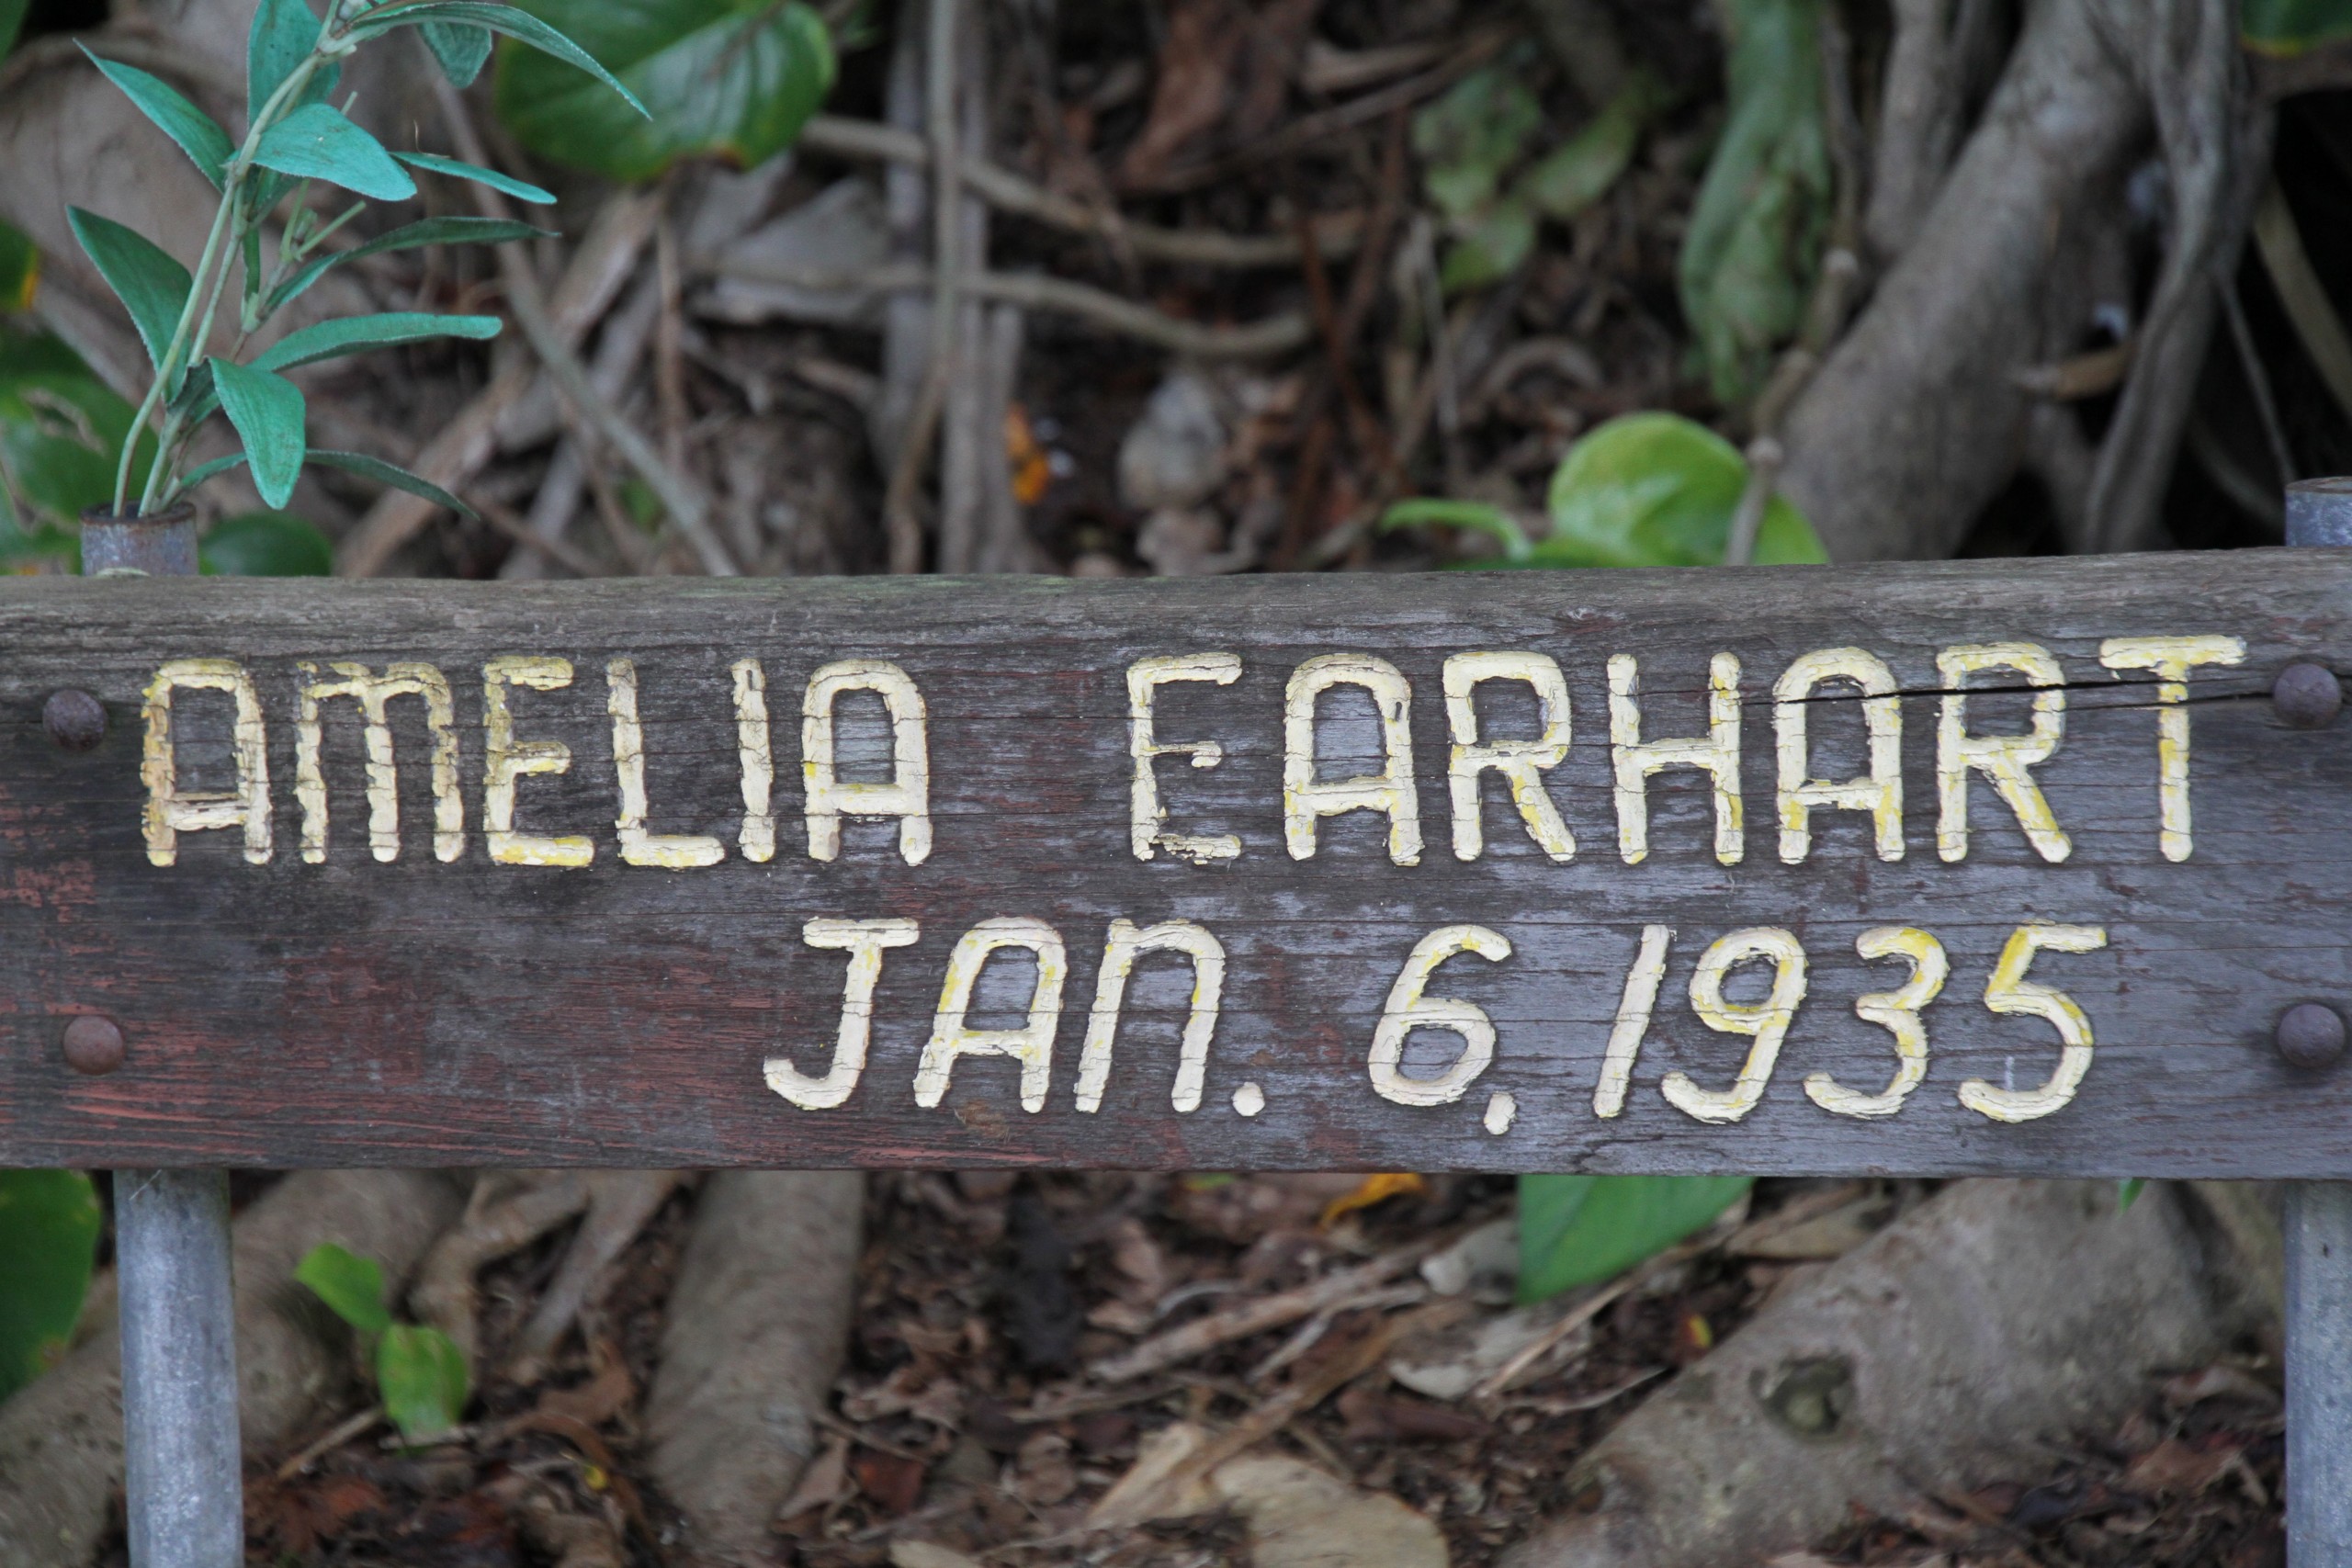 AMELIA EARHART
JAN. 6, 1935